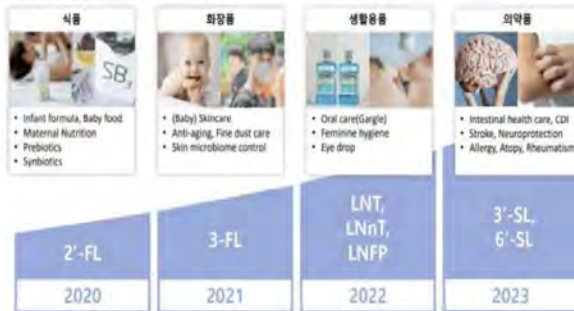 식품
SB₃
• Infant formula, Baby food
• Maternal Nutrition
• Prebiotics
• Synbiotics
화장품
• (Baby) Skincare
• Anti-aging, Fine dust care
• Skin microbiome control
생활용품
• Oral care(Gargle)
• Feminine hygiene
• Eye drop
의약품
• Intestinal health care, CDI
• Stroke, Neuroprotection
• Allergy, Atopy, Rheumatism
2'-FL
3-FL
LNT,
LNnT,
LNFP
3'-SL,
6'-SL
2020
2021
2022
2023